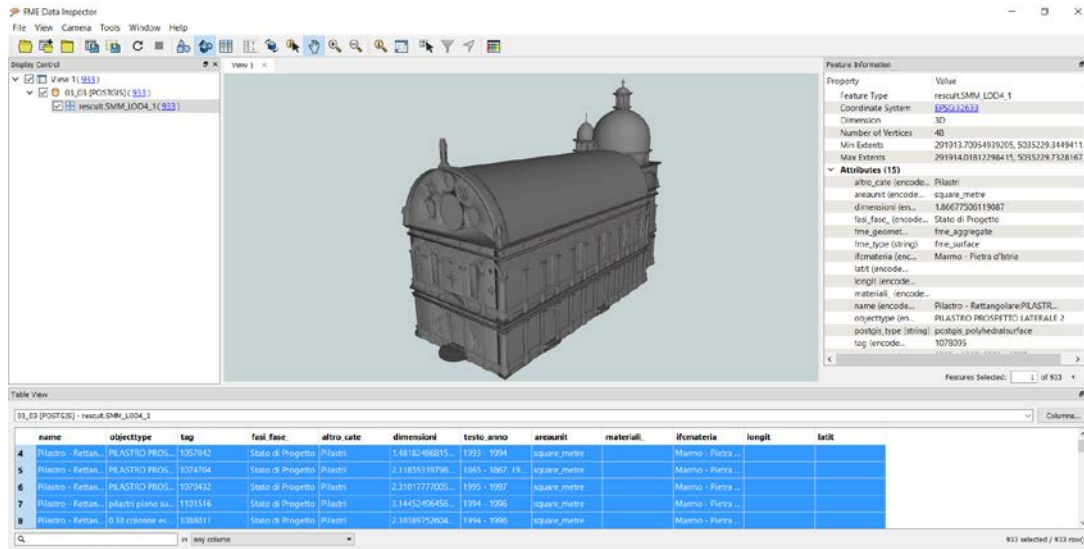 FME Data Inspector
File View Camera Tools Window Help
Display Control
View 1 (933)
03_03 [POSTGIS] (933)
rescult.SMM_LOD4_1 (933)
View 1
Feature Information
Property Value
Feature Type rescult.SMM_LOD4_1
Coordinate System EPSG:32633
Dimension 3D
Number of Vertices 48
Min Extents 291913.70954939205, 5035229.3449411
Max Extents 291914.01812298415, 5035229.7328167
Attributes (15)
altro_cate (encode... Pilastri
areaunit (encode... square_metre
dimensioni (en... 1.86677506119087
fasi_fase_ (encode... Stato di Progetto
fme_geomet... fme_aggregate
fme_type (string) fme_surface
ifcmateria (enc... Marmo - Pietra d'Istria
latit (encode...
longit (encode...
materiali_ (encode...
name (encode... Pilastro - Rettangolare:PILASTR...
objecttype (en... PILASTRO PROSPETTO LATERALE 2
postgis_type (string) postgis_polyhedralsurface
tag (encode... 1078095
Features Selected: 1 of 933
Table View
03_03 [POSTGIS] - rescult.SMM_LOD4_1 Columns...
name objecttype tag fasi_fase_ altro_cate dimensioni testo_anno areaunit materiali_ ifcmateria longit latit
4 Pilastro - Rettan... PILASTRO PROS... 1057042 Stato di Progetto Pilastri 1.48182486815... 1993 - 1994 square_metre Marmo - Pietra ...
5 Pilastro - Rettan... PILASTRO PROS... 1074704 Stato di Progetto Pilastri 2.11859319796... 1865 - 1867, 19... square_metre Marmo - Pietra ...
6 Pilastro - Rettan... PILASTRO PROS... 1070432 Stato di Progetto Pilastri 2.31017777005... 1995 - 1997 square_metre Marmo - Pietra ...
7 Pilastro - Rettan... pilastri piano su... 1101516 Stato di Progetto Pilastri 3.14452496456... 1994 - 1996 square_metre Marmo - Pietra ...
8 Pilastro - Rettan... 0.38 colonne es... 1088011 Stato di Progetto Pilastri 2.10389752604... 1994 - 1996 square_metre Marmo - Pietra ...
in any column
933 selected / 933 row